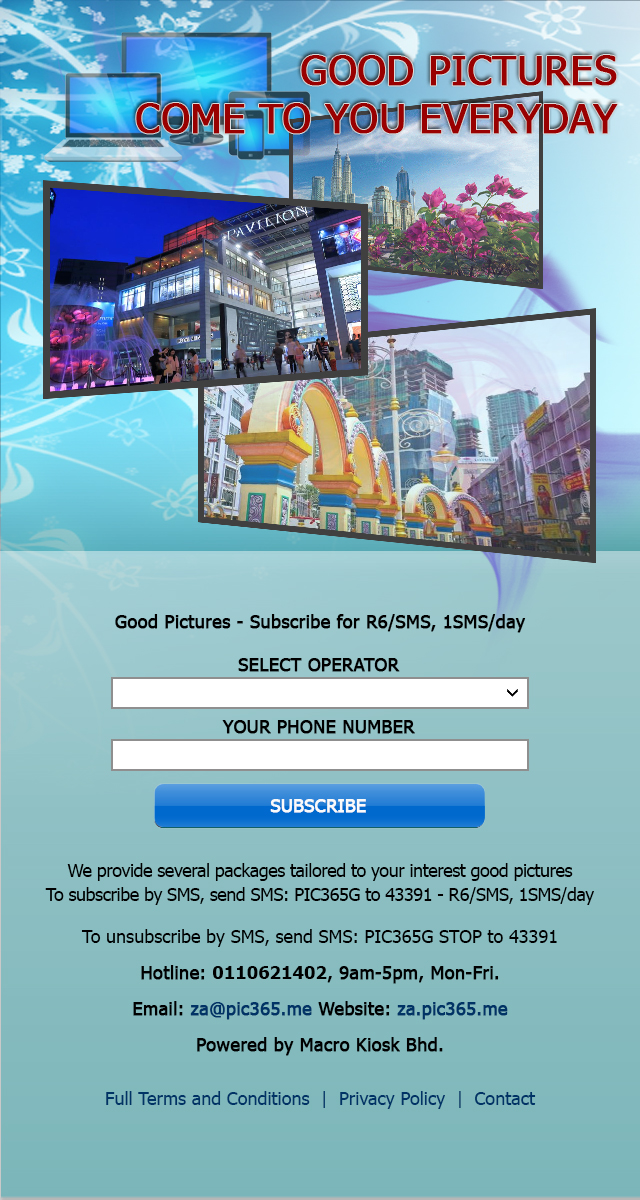 GOOD PICTURES
COME TO YOU EVERYDAY
PAVILION
Good Pictures - Subscribe for R6/SMS, 1SMS/day
SELECT OPERATOR
YOUR PHONE NUMBER
SUBSCRIBE
We provide several packages tailored to your interest good pictures
To subscribe by SMS, send SMS: PIC365G to 43391 - R6/SMS, 1SMS/day
To unsubscribe by SMS, send SMS: PIC365G STOP to 43391
Hotline: 0110621402, 9am-5pm, Mon-Fri.
Email: za@pic365.me Website: za.pic365.me
Powered by Macro Kiosk Bhd.
Full Terms and Conditions | Privacy Policy | Contact